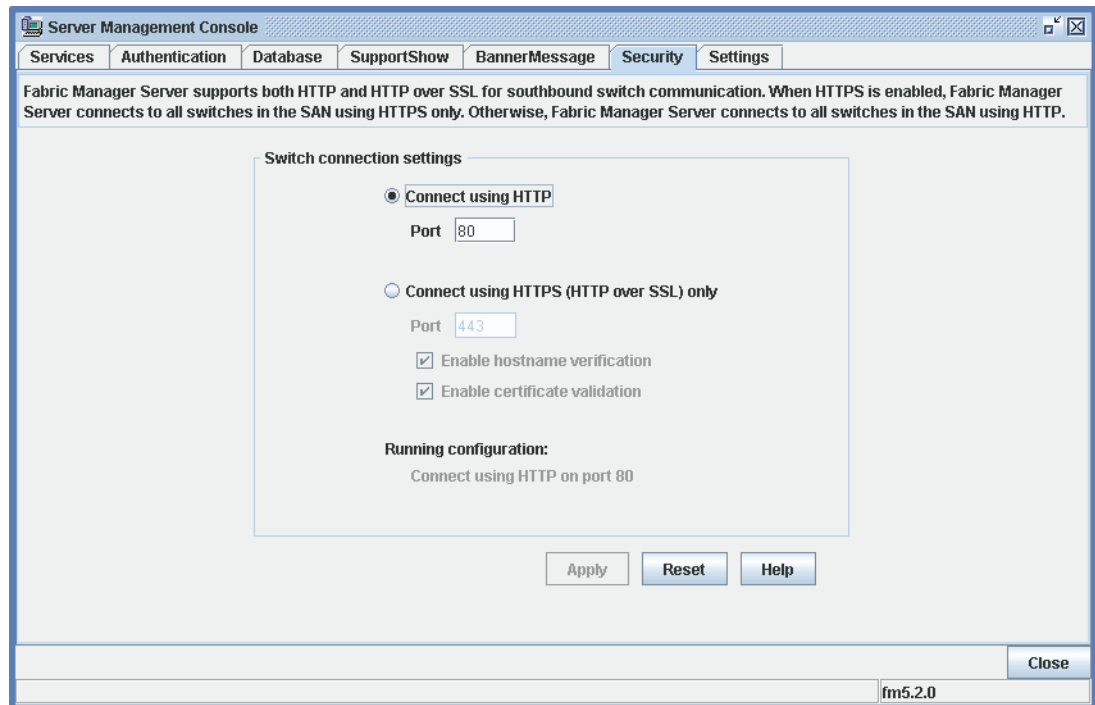 Server Management Console
Services Authentication Database SupportShow BannerMessage Security Settings
Fabric Manager Server supports both HTTP and HTTP over SSL for southbound switch communication. When HTTPS is enabled, Fabric Manager
Server connects to all switches in the SAN using HTTPS only. Otherwise, Fabric Manager Server connects to all switches in the SAN using HTTP.
Switch connection settings
Connect using HTTP
Port 80
Connect using HTTPS (HTTP over SSL) only
Port 443
Enable hostname verification
Enable certificate validation
Running configuration:
Connect using HTTP on port 80
Apply Reset Help
Close
fm5.2.0